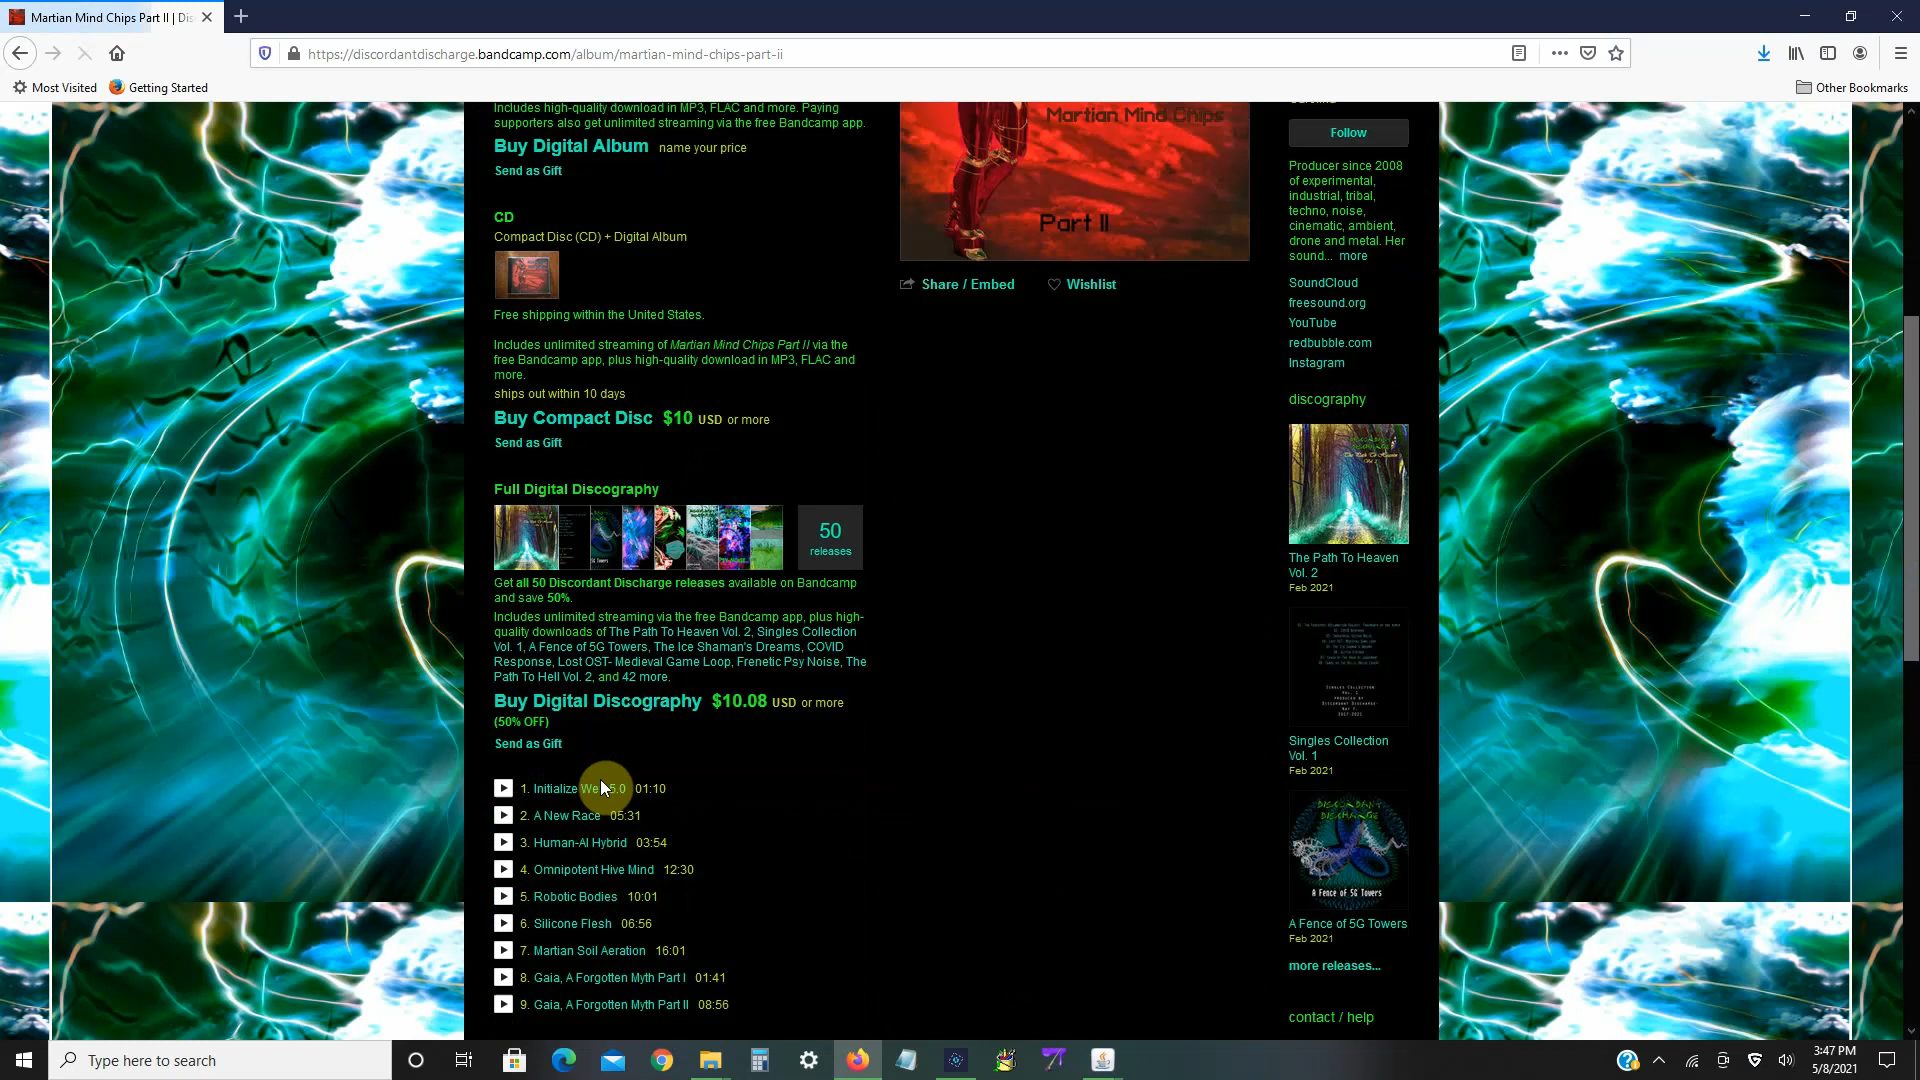 Martian Mind Chips Part II | Dis
https://discordantdischarge.bandcamp.com/album/martian-mind-chips-part-ii
Most Visited
Getting Started
Other Bookmarks
Includes high-quality download in MP3, FLAC and more. Paying
supporters also get unlimited streaming via the free Bandcamp app.
Buy Digital Album name your price
Send as Gift
CD
Compact Disc (CD) + Digital Album
Free shipping within the United States.
Includes unlimited streaming of Martian Mind Chips Part II via the
free Bandcamp app, plus high-quality download in MP3, FLAC and
more.
ships out within 10 days
Buy Compact Disc $10 USD or more
Send as Gift
Full Digital Discography
50
releases
Get all 50 Discordant Discharge releases available on Bandcamp
and save 50%.
Includes unlimited streaming via the free Bandcamp app, plus high-
quality downloads of The Path To Heaven Vol. 2, Singles Collection
Vol. 1, A Fence of 5G Towers, The Ice Shaman's Dreams, COVID
Response, Lost OST- Medieval Game Loop, Frenetic Psy Noise, The
Path To Hell Vol. 2, and 42 more.
Buy Digital Discography $10.08 USD or more
(50% OFF)
Send as Gift
1. Initialize We 5.0 01:10
2. A New Race 05:31
3. Human-AI Hybrid 03:54
4. Omnipotent Hive Mind 12:30
5. Robotic Bodies 10:01
6. Silicone Flesh 06:56
7. Martian Soil Aeration 16:01
8. Gaia, A Forgotten Myth Part I 01:41
9. Gaia, A Forgotten Myth Part II 08:56
Martian Mind Chips
Part II
Share / Embed
Wishlist
Follow
Producer since 2008
of experimental,
industrial, tribal,
techno, noise,
cinematic, ambient,
drone and metal. Her
sound... more
SoundCloud
freesound.org
YouTube
redbubble.com
Instagram
discography
The Path To Heaven
Vol. 2
Feb 2021
Singles Collection
Vol. 1
Feb 2021
DISCORDANT
DISCHARGE
A Fence of 5G Towers
A Fence of 5G Towers
Feb 2021
more releases...
contact / help
Type here to search
3:47 PM
5/8/2021